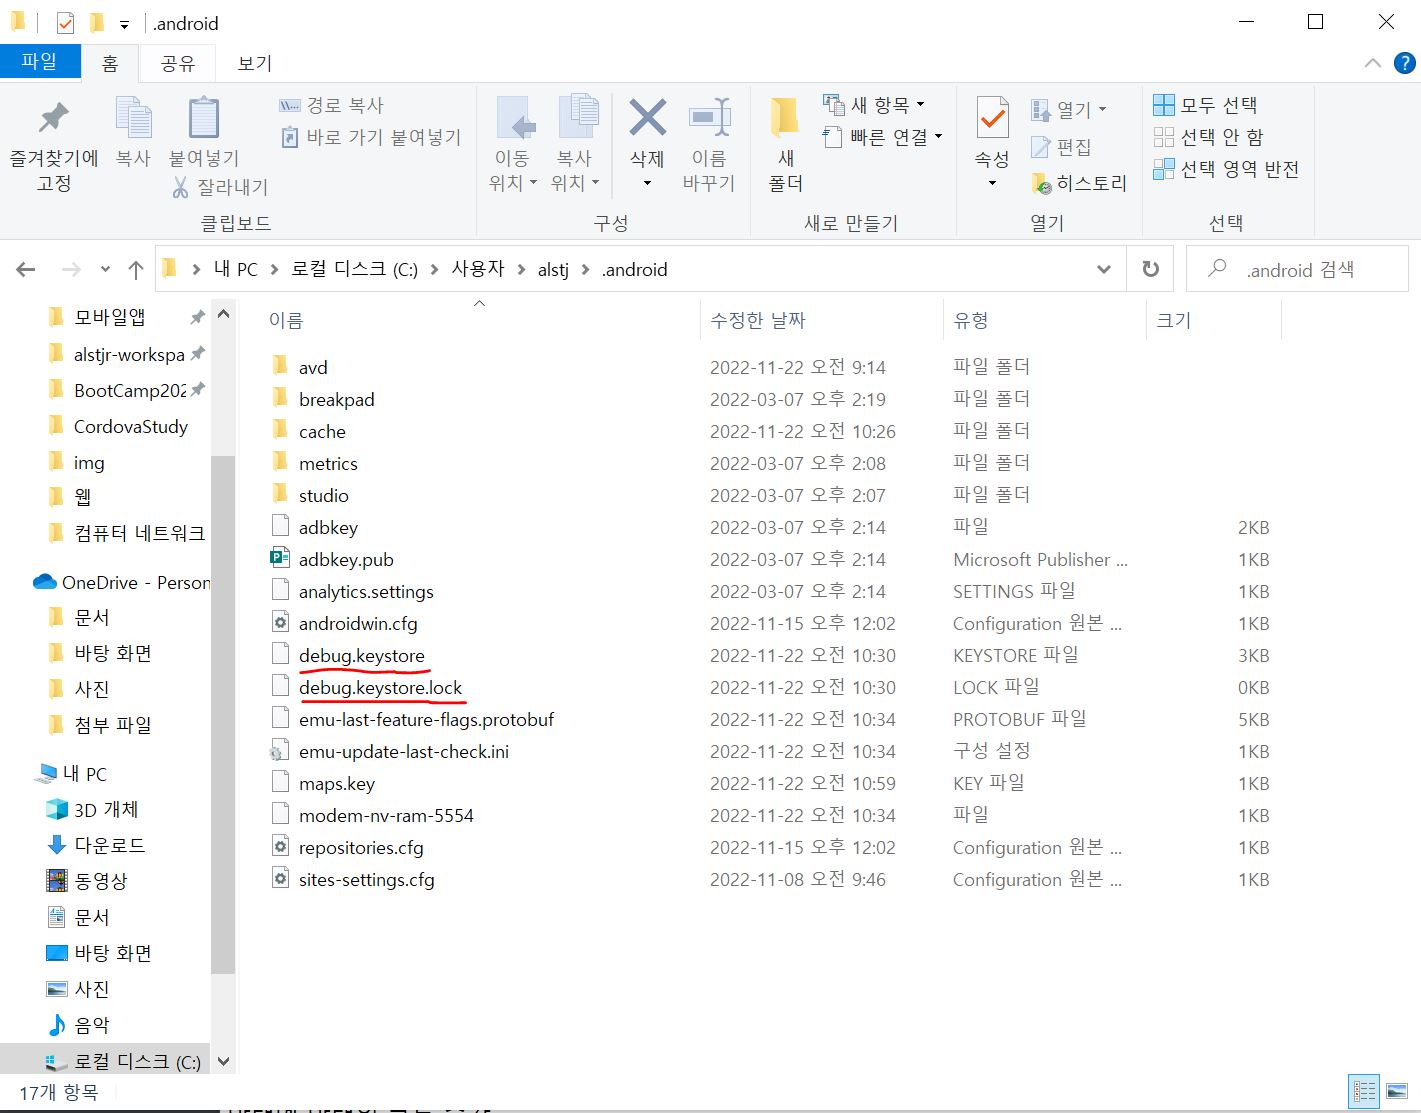 .android
파일 홈 공유 보기
즐겨찾기에 고정
복사
붙여넣기
경로 복사
바로 가기 붙여넣기
잘라내기
클립보드
이동 위치
복사 위치
삭제
이름 바꾸기
구성
새 폴더
새 항목
빠른 연결
새로 만들기
속성
열기
편집
히스토리
열기
모두 선택
선택 안 함
선택 영역 반전
선택
내 PC 로컬 디스크 (C:) 사용자 alstj .android
.android 검색
모바일앱
alstjr-workspa
BootCamp202
CordovaStudy
img
웹
컴퓨터 네트워크
OneDrive - Person
문서
바탕 화면
사진
첨부 파일
내 PC
3D 개체
다운로드
동영상
문서
바탕 화면
사진
음악
로컬 디스크 (C:)
이름 수정한 날짜 유형 크기
avd 2022-11-22 오전 9:14 파일 폴더
breakpad 2022-03-07 오후 2:19 파일 폴더
cache 2022-11-22 오전 10:26 파일 폴더
metrics 2022-03-07 오후 2:08 파일 폴더
studio 2022-03-07 오후 2:07 파일 폴더
adbkey 2022-03-07 오후 2:14 파일 2KB
adbkey.pub 2022-03-07 오후 2:14 Microsoft Publisher ... 1KB
analytics.settings 2022-03-07 오후 2:14 SETTINGS 파일 1KB
androidwin.cfg 2022-11-15 오후 12:02 Configuration 원본 ... 1KB
debug.keystore 2022-11-22 오전 10:30 KEYSTORE 파일 3KB
debug.keystore.lock 2022-11-22 오전 10:30 LOCK 파일 0KB
emu-last-feature-flags.protobuf 2022-11-22 오전 10:34 PROTOBUF 파일 5KB
emu-update-last-check.ini 2022-11-22 오전 10:34 구성 설정 1KB
maps.key 2022-11-22 오전 10:59 KEY 파일 1KB
modem-nv-ram-5554 2022-11-22 오전 10:34 파일 1KB
repositories.cfg 2022-11-15 오후 12:02 Configuration 원본 ... 1KB
sites-settings.cfg 2022-11-08 오전 9:46 Configuration 원본 ... 1KB
17개 항목